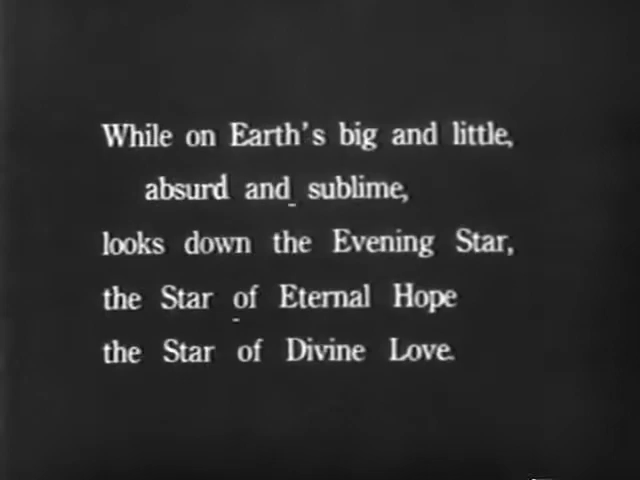 While on Earth's big and little,
absurd and sublime,
looks down the Evening Star,
the Star of Eternal Hope
the Star of Divine Love.